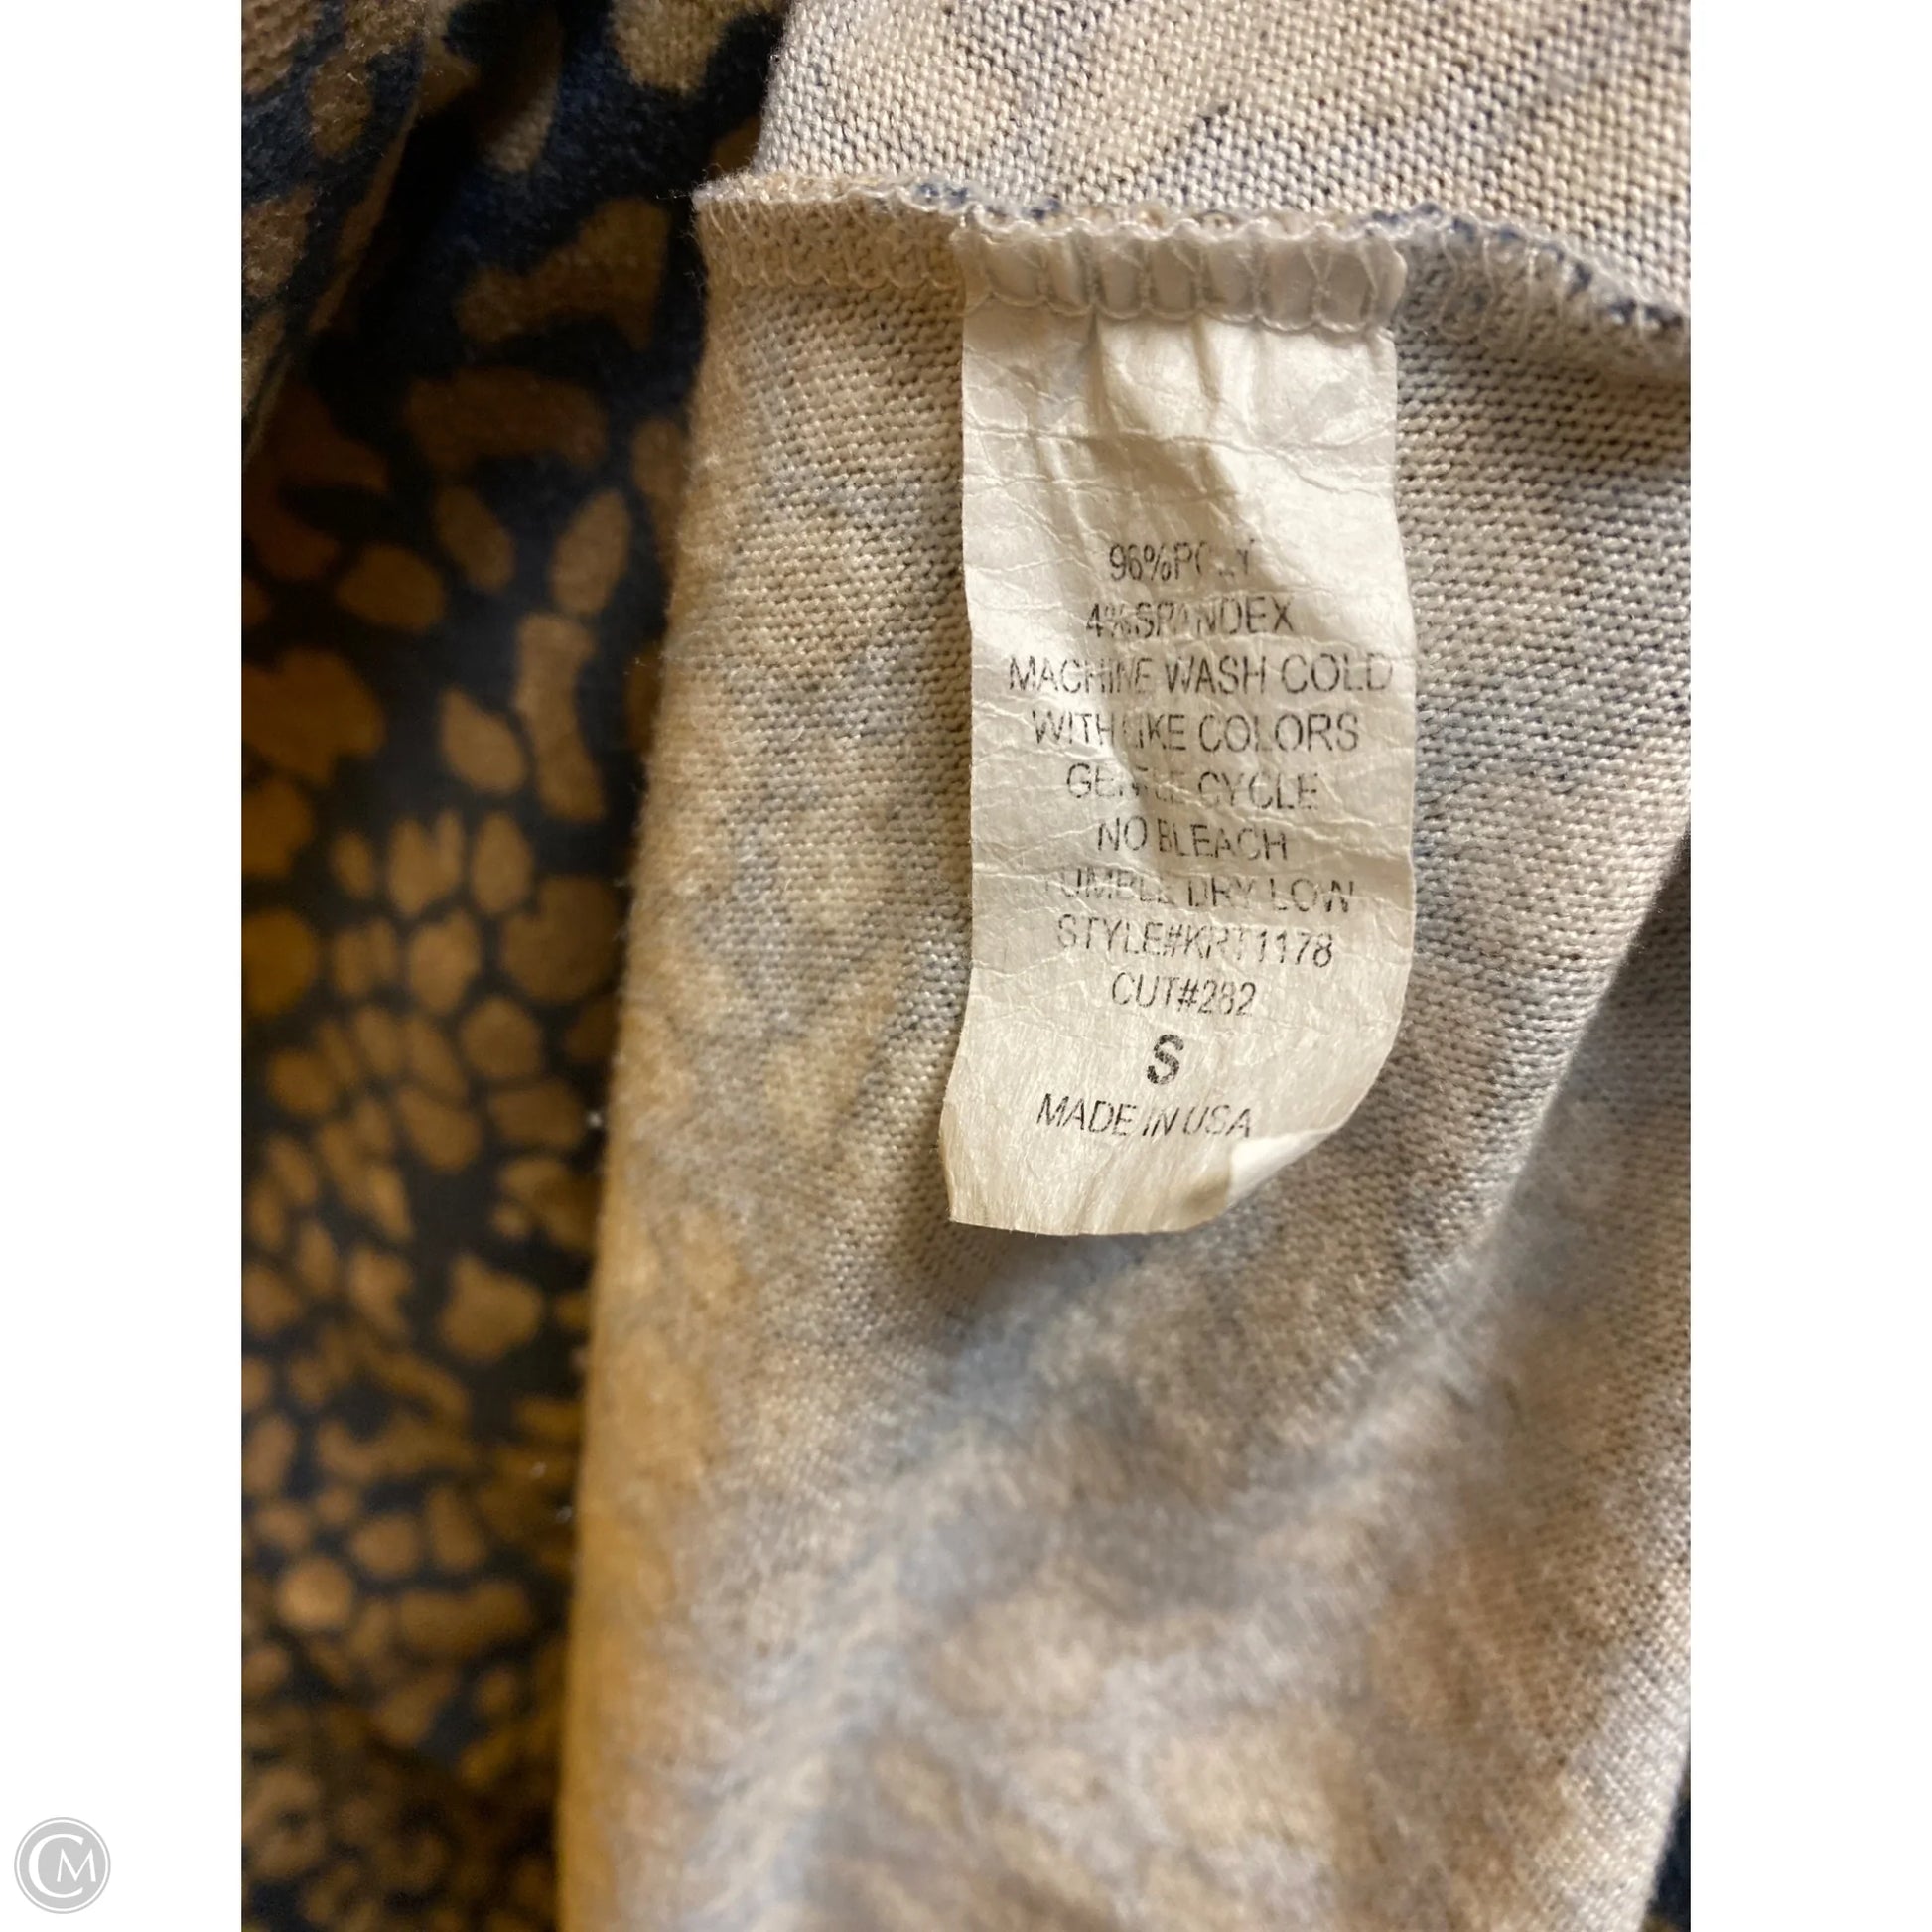 96%POLY
4%SPANDEX
MACHINE WASH COLD
WITH LIKE COLORS
GENTLE CYCLE
NO BLEACH
TUMBLE DRY LOW
STYLE#KRT1178
CUT#282
S
MADE IN USA
CM